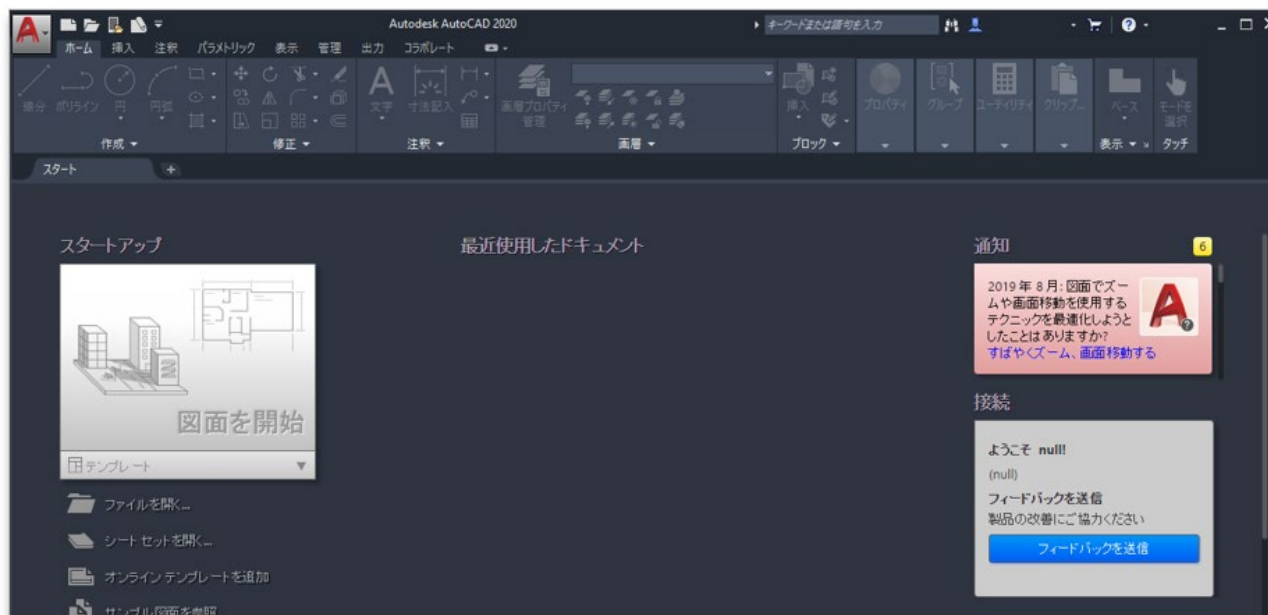 Autodesk AutoCAD 2020
キーワードまたは語句を入力
ホーム 挿入 注釈 パラメトリック 表示 管理 出力 コラボレート
線分 ポリライン 円 円弧 文字 寸法記入 画層プロパティ管理 挿入 プロパティ グループ ユーティリティ クリップ... ベース モードを選択
作成 修正 注釈 画層 ブロック 表示 タッチ
スタート
スタートアップ
図面を開始
テンプレート
ファイルを開く...
シート セットを開く...
オンライン テンプレートを追加
サンプル図面を参照
最近使用したドキュメント
通知 6
2019 年 8 月: 図面でズー
ムや画面移動を使用する
テクニックを最適化しようと
したことはありますか?
すばやくズーム、画面移動する
接続
ようこそ null!
(null)
フィードバックを送信
製品の改善にご協力ください
フィードバックを送信